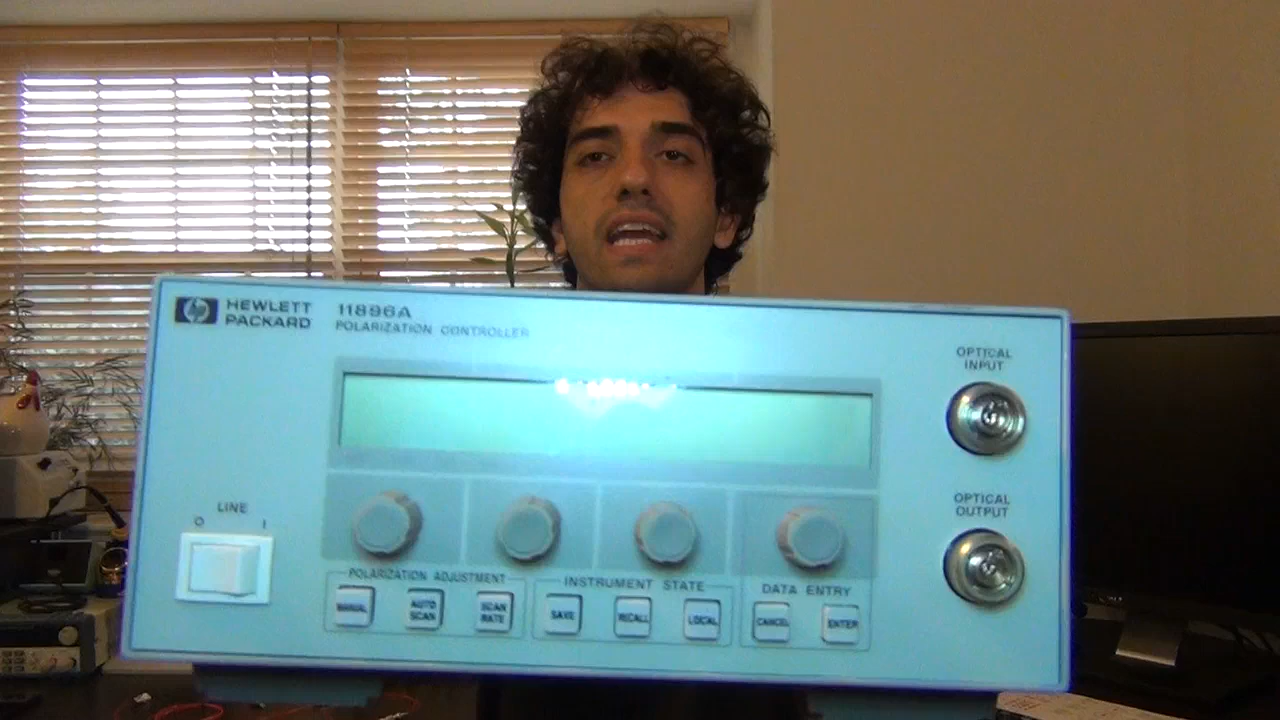 hp HEWLETT
PACKARD
11896A
POLARIZATION CONTROLLER
OPTICAL
INPUT
OPTICAL
OUTPUT
LINE
O I
POLARIZATION ADJUSTMENT
INSTRUMENT STATE
DATA ENTRY
MANUAL
AUTO
SCAN
SCAN
RATE
SAVE
RECALL
LOCAL
CANCEL
ENTER